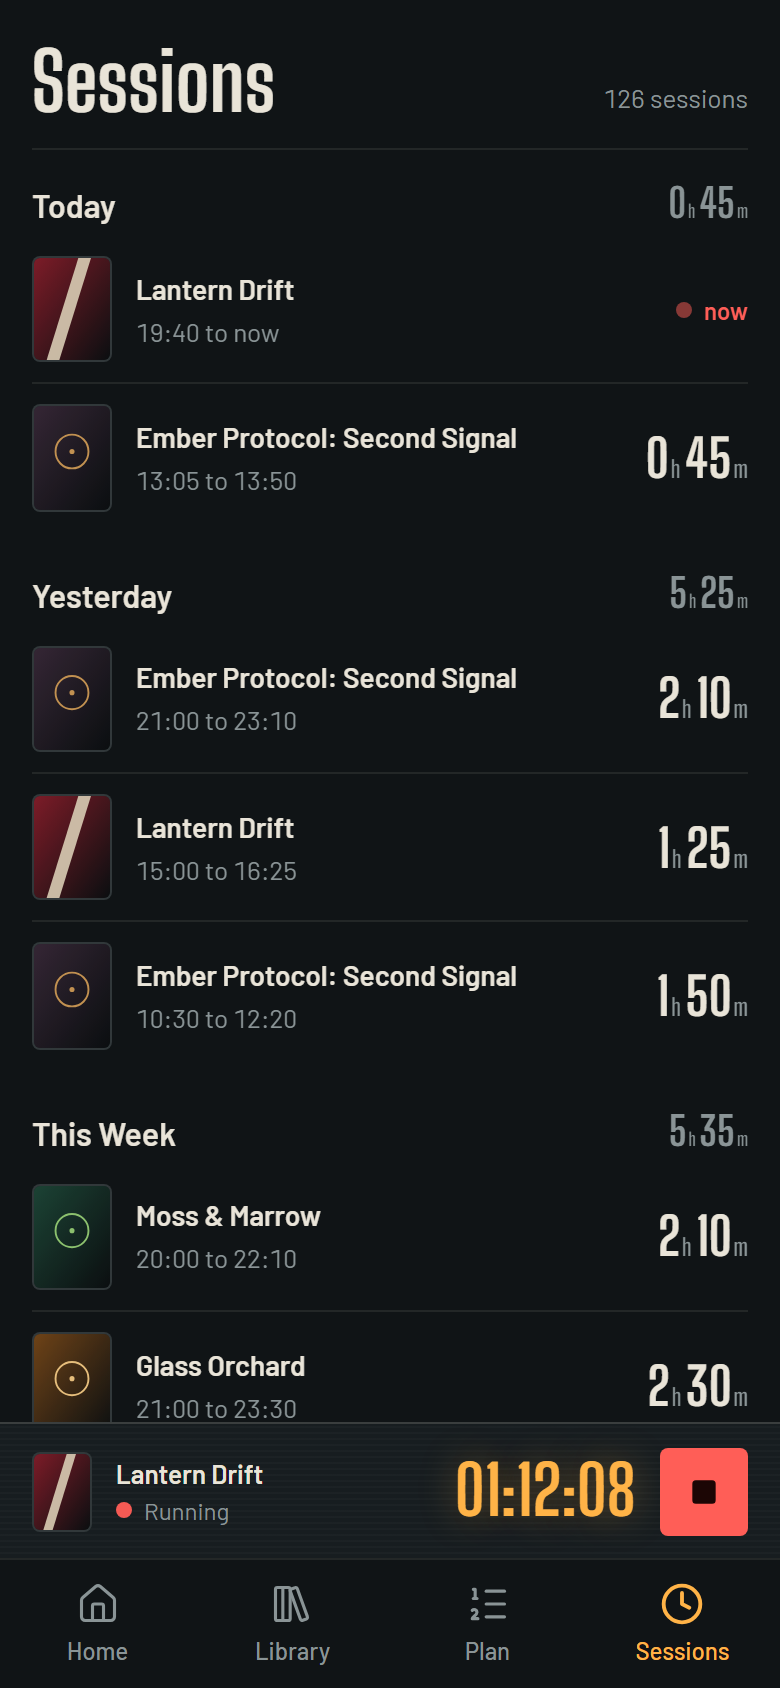 Sessions
126 sessions
Today
0h 45m
Lantern Drift
19:40 to now
now
Ember Protocol: Second Signal
13:05 to 13:50
0h 45m
Yesterday
5h 25m
Ember Protocol: Second Signal
21:00 to 23:10
2h 10m
Lantern Drift
15:00 to 16:25
1h 25m
Ember Protocol: Second Signal
10:30 to 12:20
1h 50m
This Week
5h 35m
Moss & Marrow
20:00 to 22:10
2h 10m
Glass Orchard
21:00 to 23:30
2h 30m
Lantern Drift
Running
01:12:08
Home
Library
Plan
Sessions